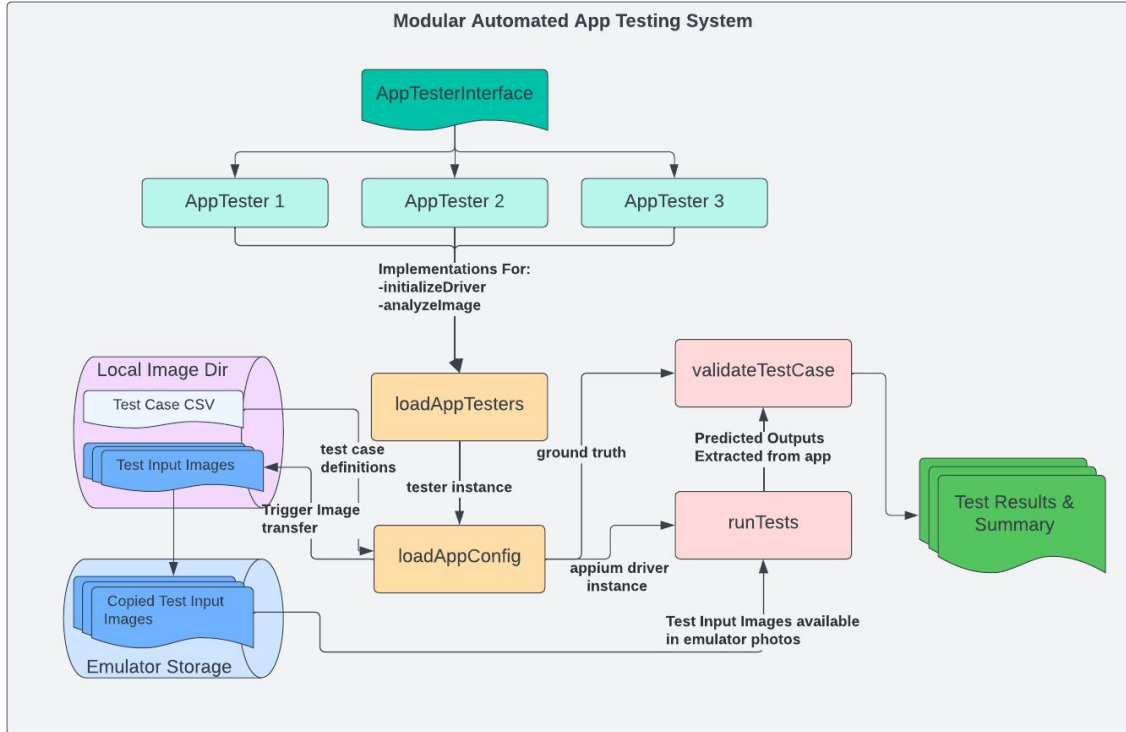 Modular Automated App Testing System
AppTesterInterface
AppTester 1
AppTester 2
AppTester 3
Implementations For:
-initializeDriver
-analyzeImage
Local Image Dir
Test Case CSV
Test Input Images
loadAppTesters
validateTestCase
test case
definitions
ground truth
Predicted Outputs
Extracted from app
tester instance
Trigger Image
transfer
loadAppConfig
runTests
Test Results &
Summary
appium driver
instance
Copied Test Input
Images
Emulator Storage
Test Input Images available
in emulator photos